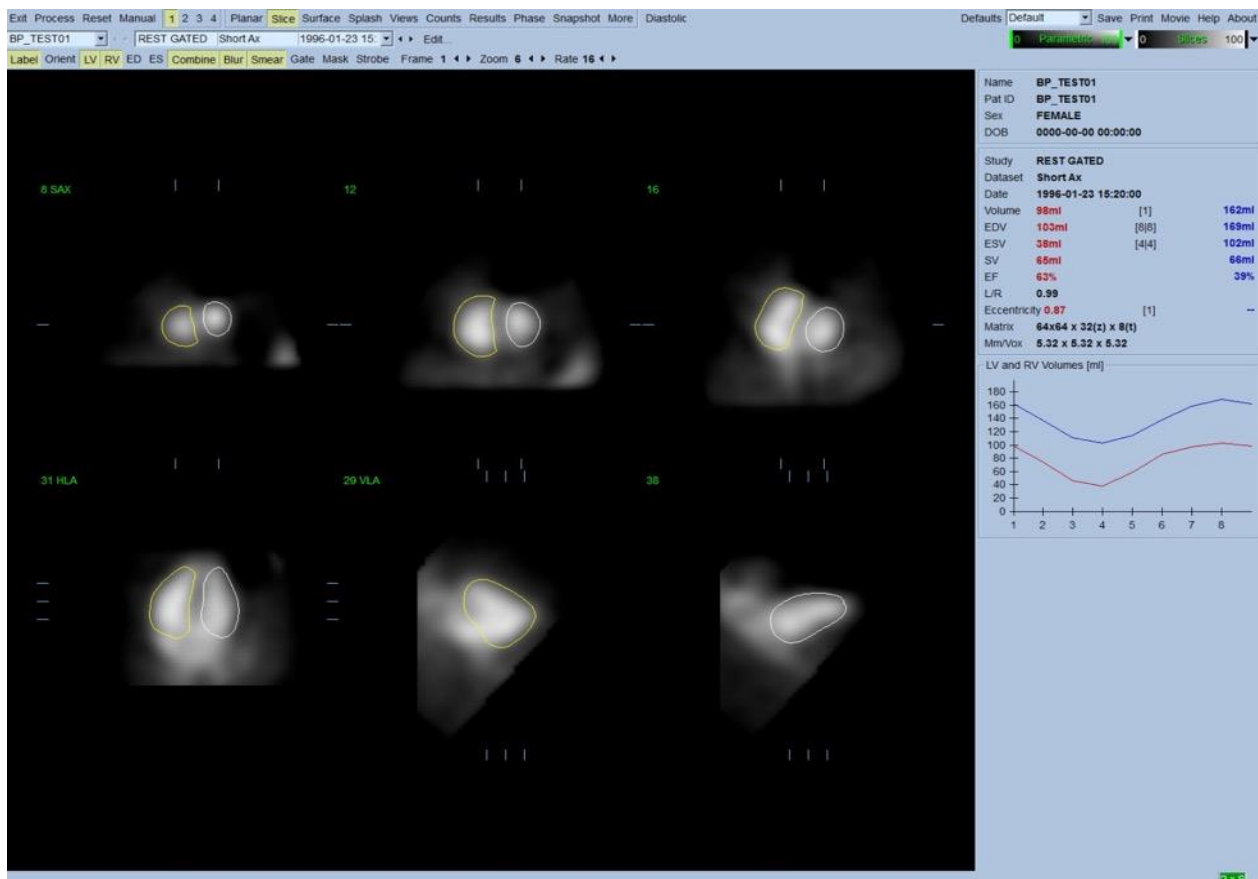 Exit Process Reset Manual 1 2 3 4 Planar Slice Surface Splash Views Counts Results Phase Snapshot More Diastolic Defaults Default Save Print Movie Help About
BP_TEST01 REST GATED Short Ax 1996-01-23 15: Edit... 0 Parametric 0 Slices 100
Label Orient LV RV ED ES Combine Blur Smear Gate Mask Strobe Frame 1 Zoom 6 Rate 16
8 SAX 12 16
31 HLA 29 VLA 38
Name BP_TEST01
Pat ID BP_TEST01
Sex FEMALE
DOB 0000-00-00 00:00:00
Study REST GATED
Dataset Short Ax
Date 1996-01-23 15:20:00
Volume 98ml [1] 162ml
EDV 103ml [8|8] 169ml
ESV 38ml [4|4] 102ml
SV 65ml 66ml
EF 63% 39%
L/R 0.99
Eccentricity 0.87 [1] --
Matrix 64x64 x 32(z) x 8(t)
Mm/Vox 5.32 x 5.32 x 5.32
LV and RV Volumes [ml]
180
160
140
120
100
80
60
40
20
0
1 2 3 4 5 6 7 8